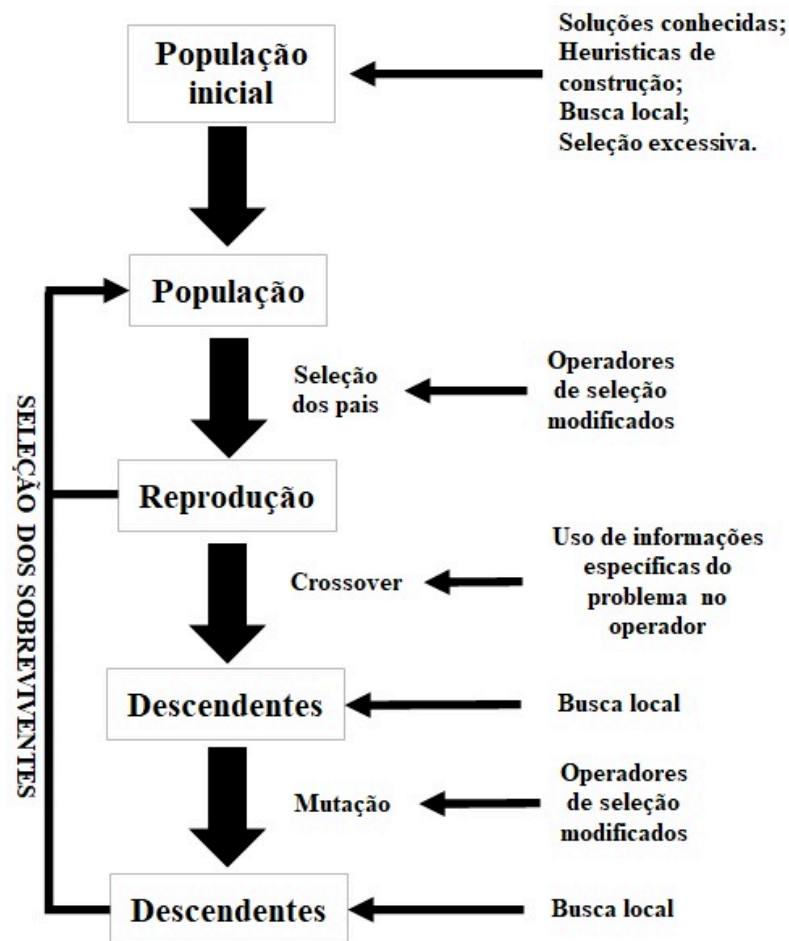 População
inicial
Soluções conhecidas;
Heuristicas de
construção;
Busca local;
Seleção excessiva.
População
Seleção
dos pais
Operadores
de seleção
modificados
SELEÇÃO DOS SOBREVIVENTES
Reprodução
Crossover
Uso de informações
específicas do
problema no
operador
Descendentes
Busca local
Mutação
Operadores
de seleção
modificados
Descendentes
Busca local